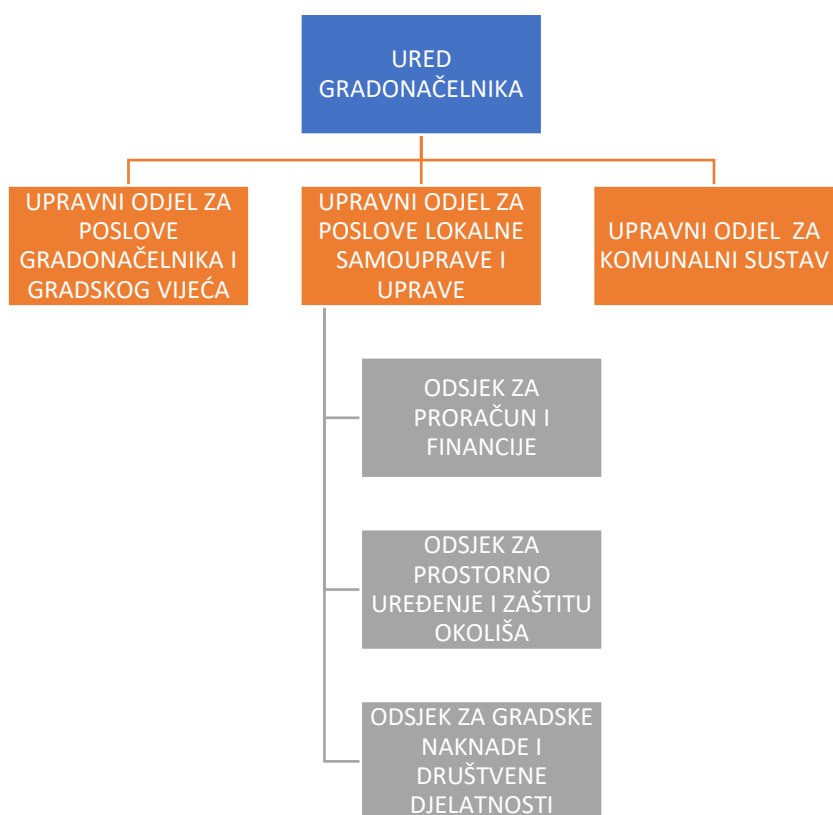 URED
GRADONAČELNIKA
UPRAVNI ODJEL ZA
POSLOVE
GRADONAČELNIKA I
GRADSKOG VIJEĆA
UPRAVNI ODJEL ZA
POSLOVE LOKALNE
SAMOUPRAVE I
UPRAVE
UPRAVNI ODJEL ZA
KOMUNALNI SUSTAV
ODSJEK ZA
PRORAČUN I
FINANCIJE
ODSJEK ZA
PROSTORNO
UREĐENJE I ZAŠTITU
OKOLIŠA
ODSJEK ZA GRADSKE
NAKNADE I
DRUŠTVENE
DJELATNOSTI